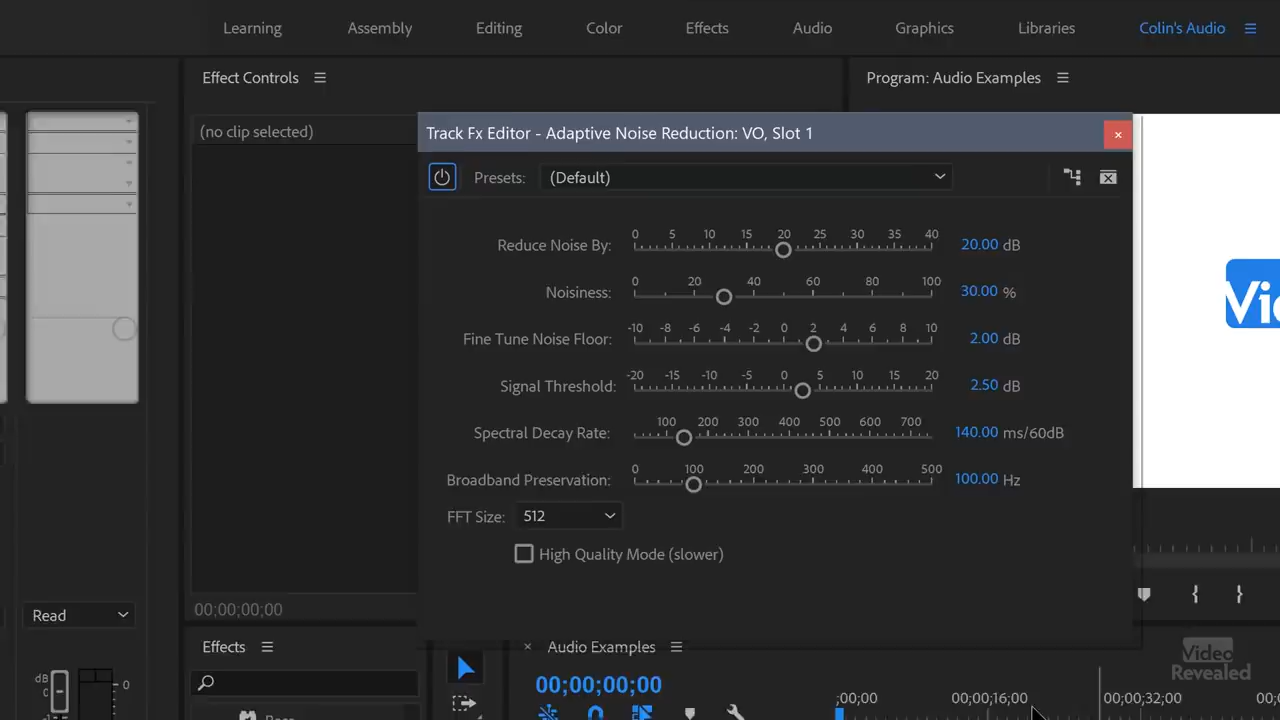 Learning Assembly Editing Color Effects Audio Graphics Libraries Colin's Audio
Effect Controls
Program: Audio Examples
(no clip selected)
Track Fx Editor - Adaptive Noise Reduction: VO, Slot 1
Presets: (Default)
0 5 10 15 20 25 30 35 40
Reduce Noise By: 20.00 dB
0 20 40 60 80 100
Noisiness: 30.00 %
-10 -8 -6 -4 -2 0 2 4 6 8 10
Fine Tune Noise Floor: 2.00 dB
-20 -15 -10 -5 0 5 10 15 20
Signal Threshold: 2.50 dB
100 200 300 400 500 600 700
Spectral Decay Rate: 140.00 ms/60dB
0 100 200 300 400 500
Broadband Preservation: 100.00 Hz
FFT Size: 512
High Quality Mode (slower)
Read
00;00;00;00
Effects
× Audio Examples
00;00;00;00
dB
0
;00;00 00;00;16;00 00;00;32;00
Video
Revealed